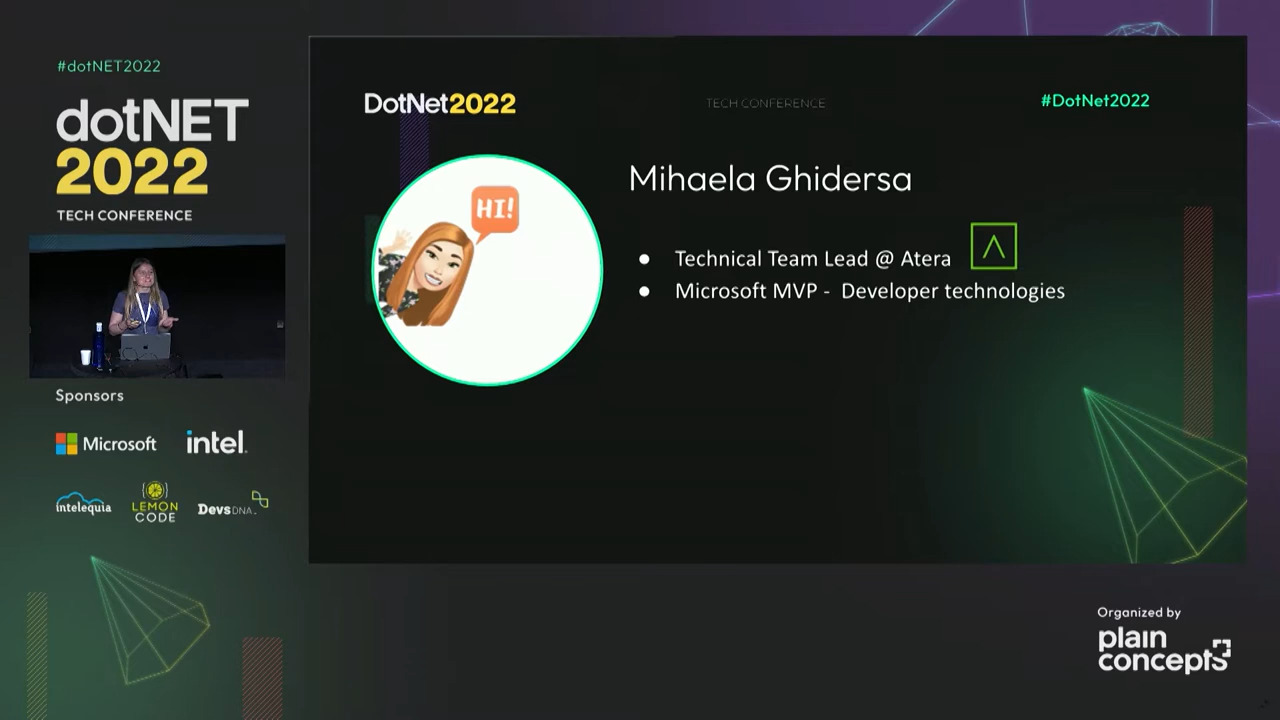 #dotNET2022
dotNET
2022
TECH CONFERENCE
Sponsors
Microsoft
intel.
intelequia
LEMON
CODE
DevsDNA.
DotNet2022
TECH CONFERENCE
#DotNet2022
HI!
Mihaela Ghidersa
● Technical Team Lead @ Atera
● Microsoft MVP - Developer technologies
Organized by
plain
concepts